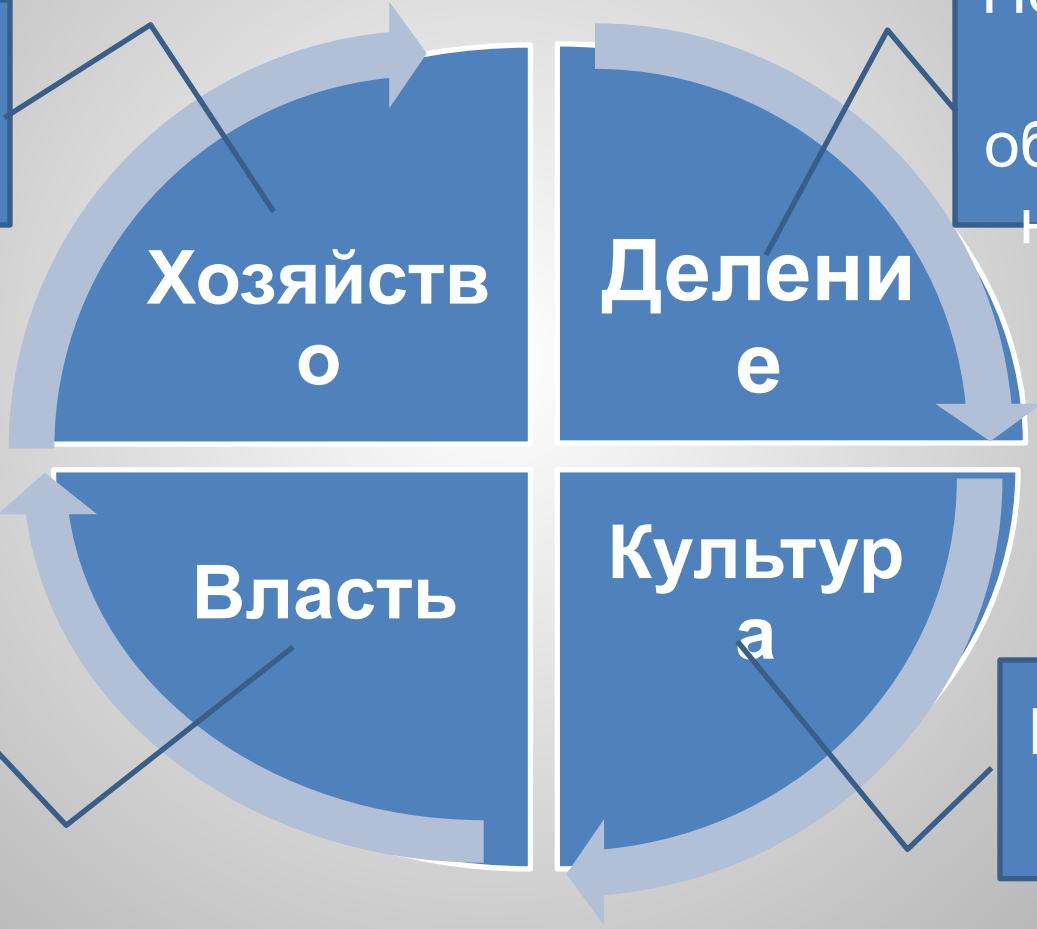 Хозяйств
о
Делени
е
об
Власть
Культур
а